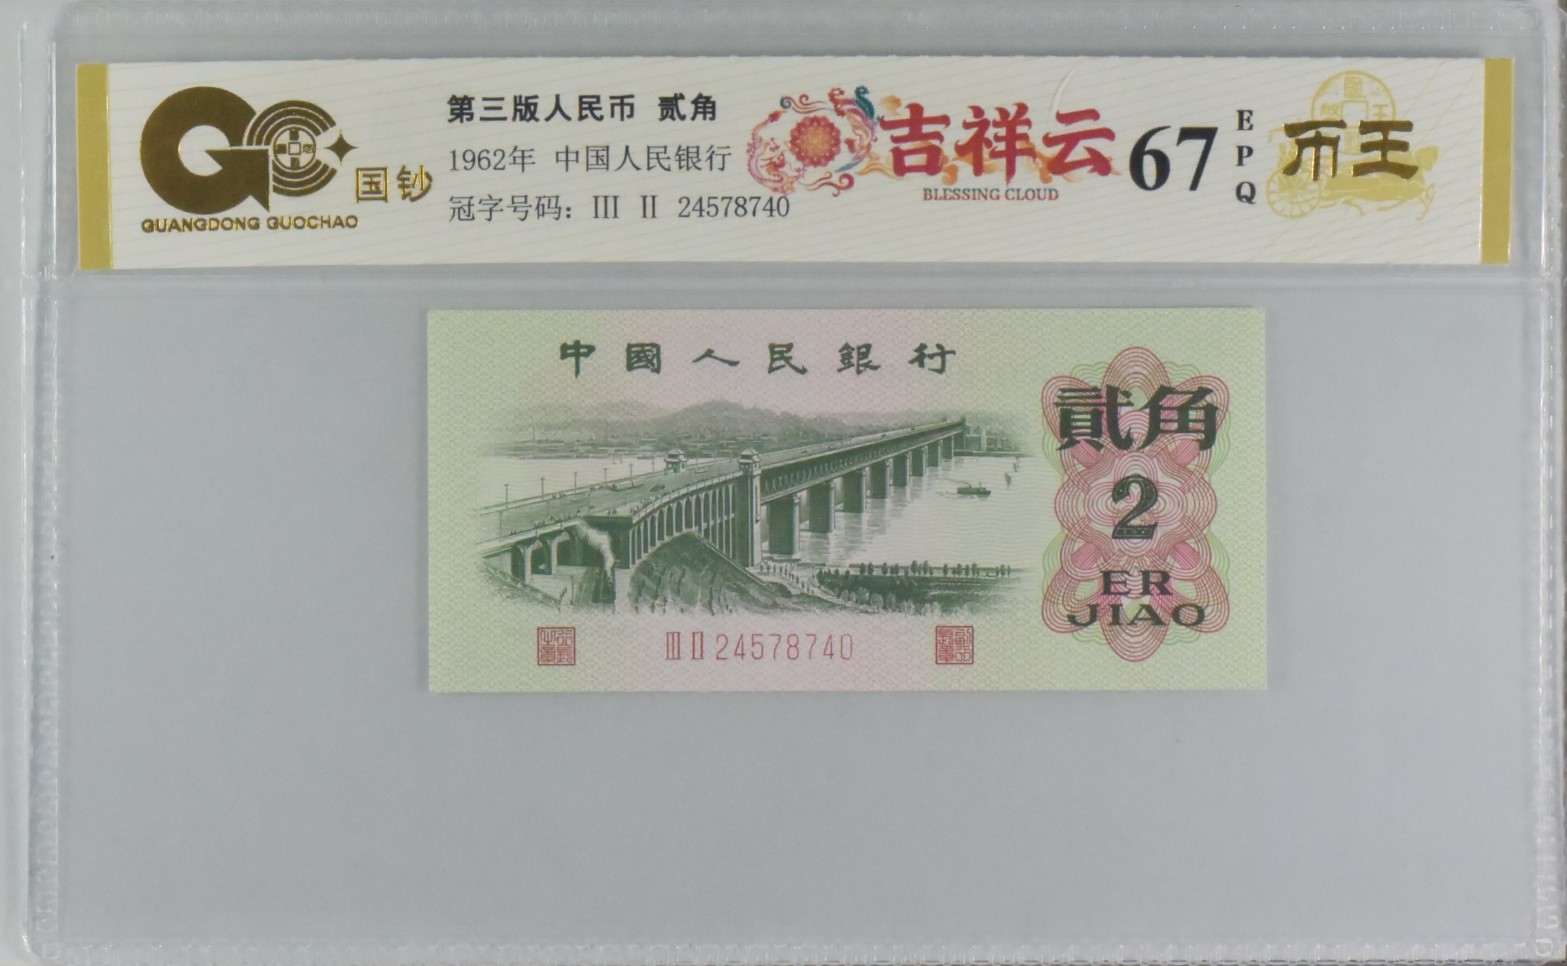 GC
国钞
GUANGDONG GUOCHAO
第三版人民币 贰角
1962年 中国人民银行
冠字号码: III II 24578740
吉祥云
BLESSING CLOUD
67
EPQ
币王
中國人民銀行
貳角
2
ER
JIAO
III II 24578740